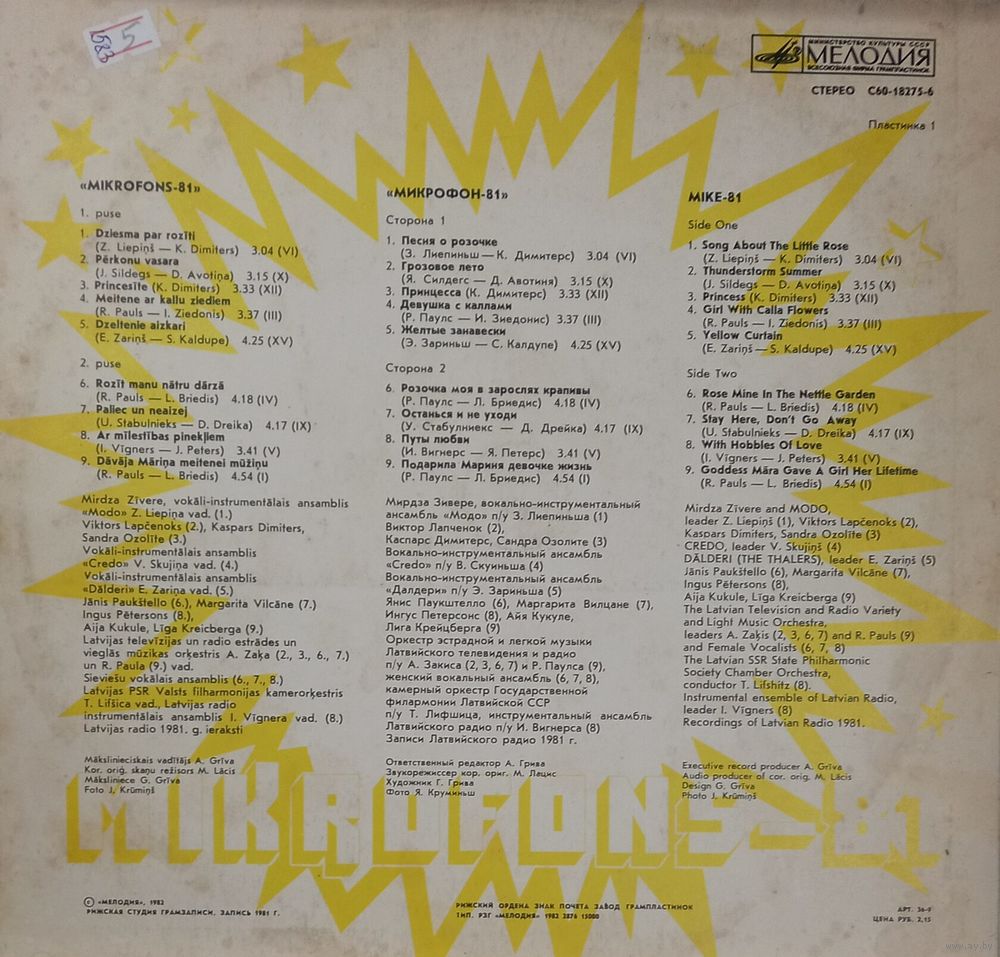 1583
5
МИНИСТЕРСТВО КУЛЬТУРЫ СССР
МЕЛОДИЯ
ВСЕСОЮЗНАЯ ФИРМА ГРАМПЛАСТИНОК
СТЕРЕО С60-18275-6
Пластинка 1
«MIKROFONS-81»
1. puse
1. Dziesma par rozīti
(Z. Liepiņš — K. Dimiters) 3.04 (VI)
2. Pērkonu vasara
(J. Sildegs — D. Avotiņa) 3.15 (X)
3. Princesīte (K. Dimiters) 3.33 (XII)
4. Meitene ar kallu ziediem
(R. Pauls — I. Ziedonis) 3.37 (III)
5. Dzeltenie aizkari
(E. Zariņš — S. Kaldupe) 4.25 (XV)
2. puse
6. Rozīt manu nātru dārzā
(R. Pauls — L. Briedis) 4.18 (IV)
7. Paliec un neaizej
(U. Stabulnieks — D. Dreika) 4.17 (IX)
8. Ar mīlestības pinekļiem
(I. Vīgners — J. Peters) 3.41 (V)
9. Dāvāja Māriņa meitenei mūžiņu
(R. Pauls — L. Briedis) 4.54 (I)
Mirdza Zīvere, vokāli-instrumentālais ansamblis
«Modo» Z. Liepiņa vad. (1.)
Viktors Lapčenoks (2.), Kaspars Dimiters,
Sandra Ozolīte (3.)
Vokāli-instrumentālais ansamblis
«Credo» V. Skujiņa vad. (4.)
Vokāli-instrumentālais ansamblis
«Dālderi» E. Zariņa vad. (5.)
Jānis Paukštello (6.), Margarita Vilcāne (7.)
Ingus Pētersons (8.),
Aija Kukule, Līga Kreicberga (9.)
Latvijas televīzijas un radio estrādes un
vieglās mūzikas orķestris A. Zaķa (2., 3., 6., 7.)
un R. Paula (9.) vad.
Sieviešu vokālais ansamblis (6., 7., 8.)
Latvijas PSR Valsts filharmonijas kamerorķestris
T. Lifšica vad., Latvijas radio
instrumentālais ansamblis I. Vīgnera vad. (8.)
Latvijas radio 1981. g. ieraksti
Mākslinieciskais vadītājs A. Grīva
Kor. oriģ. skaņu režisors M. Lācis
Māksliniece G. Grīva
Foto J. Krūmiņš
«МИКРОФОН-81»
Сторона 1
1. Песня о розочке
(З. Лиепиньш — К. Димитерс) 3.04 (VI)
2. Грозовое лето
(Я. Силдегс — Д. Авотиня) 3.15 (X)
3. Принцесса (К. Димитерс) 3.33 (XII)
4. Девушка с каллами
(Р. Паулс — И. Зиедонис) 3.37 (III)
5. Желтые занавески
(Э. Зариньш — С. Калдупе) 4.25 (XV)
Сторона 2
6. Розочка моя в зарослях крапивы
(Р. Паулс — Л. Бриедис) 4.18 (IV)
7. Останься и не уходи
(У. Стабулниекс — Д. Дрейка) 4.17 (IX)
8. Путы любви
(И. Вигнерс — Я. Петерс) 3.41 (V)
9. Подарила Мариня девочке жизнь
(Р. Паулс — Л. Бриедис) 4.54 (I)
Мирдза Зивере, вокально-инструментальный
ансамбль «Модо» п/у З. Лиепиньша (1)
Виктор Лапченок (2),
Каспарс Димитерс, Сандра Озолите (3)
Вокально-инструментальный ансамбль
«Credo» п/у В. Скуиньша (4)
Вокально-инструментальный ансамбль
«Далдери» п/у Э. Зариньша (5)
Янис Паукштелло (6), Маргарита Вилцане (7),
Ингус Петерсонс (8), Айя Кукуле,
Лига Крейцберга (9)
Оркестр эстрадной и легкой музыки
Латвийского телевидения и радио
п/у А. Закиса (2, 3, 6, 7) и Р. Паулса (9),
женский вокальный ансамбль (6, 7, 8),
камерный оркестр Государственной
филармонии Латвийской ССР
п/у Т. Лифшица, инструментальный ансамбль
Латвийского радио п/у И. Вигнерса (8)
Записи Латвийского радио 1981 г.
Ответственный редактор А. Грива
Звукорежиссер кор. ориг. М. Лацис
Художник Г. Грива
Фото Я. Круминьш
MIKE-81
Side One
1. Song About The Little Rose
(Z. Liepiņš — K. Dimiters) 3.04 (VI)
2. Thunderstorm Summer
(J. Sildegs — D. Avotiņa) 3.15 (X)
3. Princess (K. Dimiters) 3.33 (XII)
4. Girl With Calla Flowers
(R. Pauls — I. Ziedonis) 3.37 (III)
5. Yellow Curtain
(E. Zariņš — S. Kaldupe) 4.25 (XV)
Side Two
6. Rose Mine In The Nettle Garden
(R. Pauls — L. Briedis) 4.18 (IV)
7. Stay Here, Don't Go Away
(U. Stabulnieks — D. Dreika) 4.17 (IX)
8. With Hobbles Of Love
(I. Vīgners — J. Peters) 3.41 (V)
9. Goddess Māra Gave A Girl Her Lifetime
(R. Pauls — L. Briedis) 4.54 (I)
Mirdza Zīvere and MODO,
leader Z. Liepiņš (1), Viktors Lapčenoks (2),
Kaspars Dimiters, Sandra Ozolīte (3)
CREDO, leader V. Skujiņš (4)
DĀLDERI (THE THALERS), leader E. Zariņš (5)
Jānis Paukštello (6), Margarita Vilcāne (7),
Ingus Pētersons (8),
Aija Kukule, Līga Kreicberga (9)
The Latvian Television and Radio Variety
and Light Music Orchestra,
leaders A. Zaķis (2, 3, 6, 7) and R. Pauls (9)
and Female Vocalists (6, 7, 8)
The Latvian SSR State Philharmonic
Society Chamber Orchestra,
conductor T. Lifshitz (8).
Instrumental ensemble of Latvian Radio,
leader I. Vīgners (8)
Recordings of Latvian Radio 1981.
Executive record producer A. Grīva
Audio producer of cor. orig. M. Lācis
Design G. Grīva
Photo J. Krūmiņš
MIKROFONS-81
© «МЕЛОДИЯ», 1982
РИЖСКАЯ СТУДИЯ ГРАМЗАПИСИ. ЗАПИСЬ 1981 Г.
РИЖСКИЙ ОРДЕНА ЗНАК ПОЧЕТА ЗАВОД ГРАМПЛАСТИНОК
ТИП. РЗГ «МЕЛОДИЯ» 1982 2876 15000
АРТ. 36-9
ЦЕНА РУБ. 2,15
www.ay.by